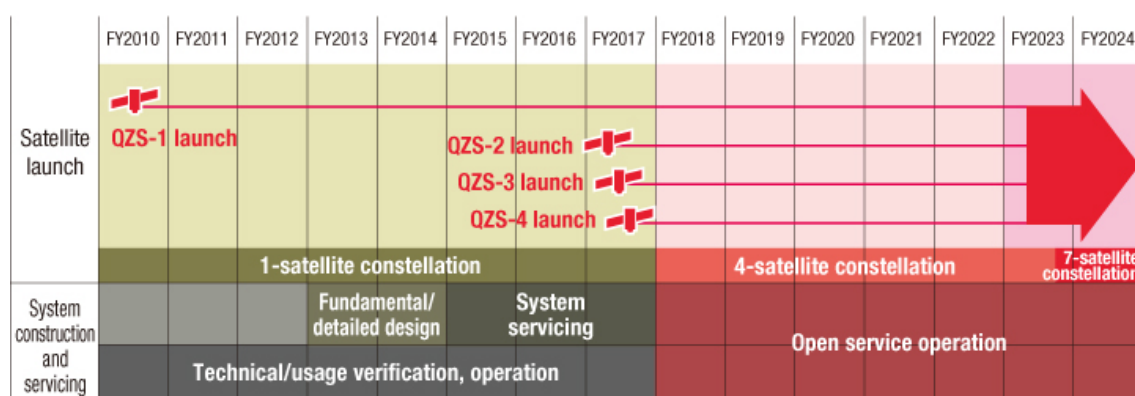 FY2010 FY2011 FY2012 FY2013 FY2014 FY2015 FY2016 FY2017 FY2018 FY2019 FY2020 FY2021 FY2022 FY2023 FY2024
Satellite
launch
QZS-1 launch
QZS-2 launch
QZS-3 launch
QZS-4 launch
1-satellite constellation
4-satellite constellation
7-satellite
constellation
System
construction
and
servicing
Fundamental/
detailed design
System
servicing
Technical/usage verification, operation
Open service operation